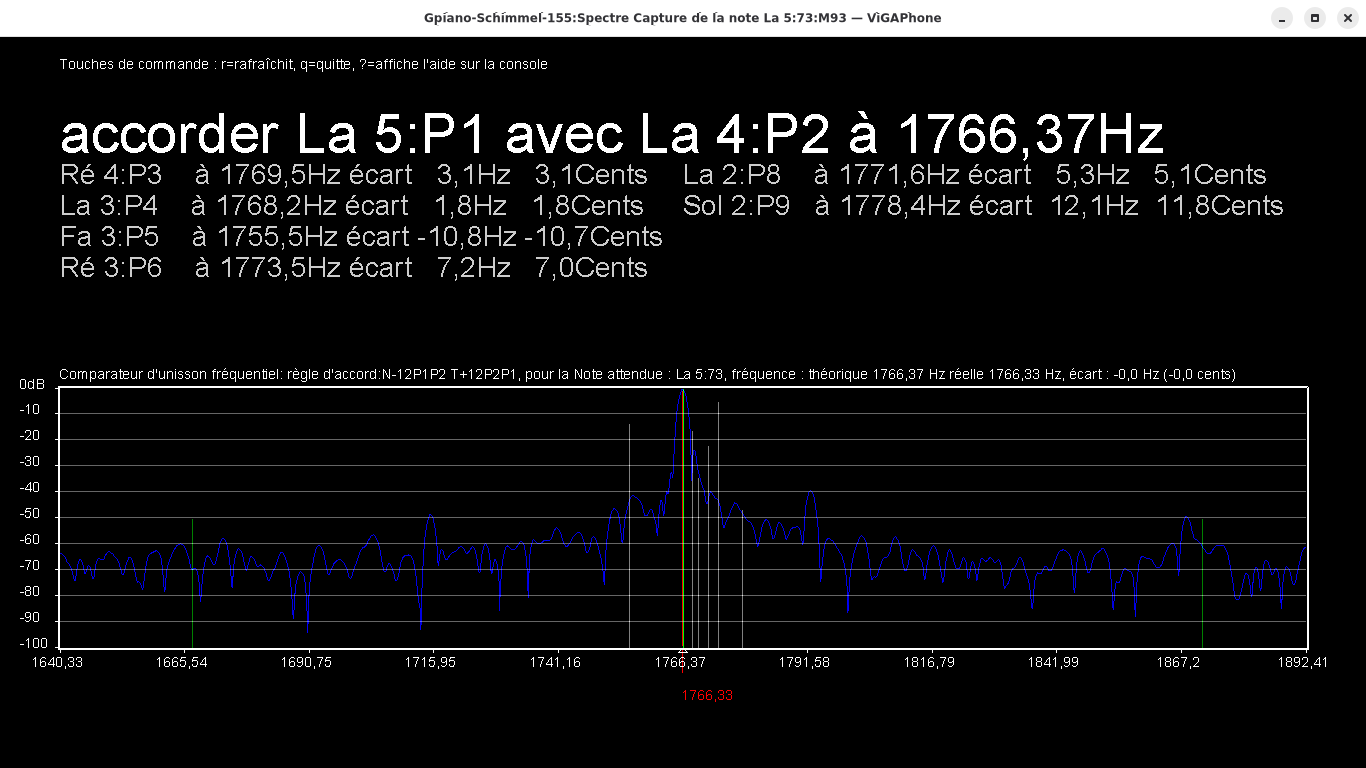 Gpiano-Schimmel-155:Spectre Capture de la note La 5:73:M93 — ViGAPhone
Touches de commande : r=rafraîchit, q=quitte, ?=affiche l'aide sur la console
accorder La 5:P1 avec La 4:P2 à 1766,37Hz
Ré 4:P3 à 1769,5Hz écart 3,1Hz 3,1Cents La 2:P8 à 1771,6Hz écart 5,3Hz 5,1Cents
La 3:P4 à 1768,2Hz écart 1,8Hz 1,8Cents Sol 2:P9 à 1778,4Hz écart 12,1Hz 11,8Cents
Fa 3:P5 à 1755,5Hz écart -10,8Hz -10,7Cents
Ré 3:P6 à 1773,5Hz écart 7,2Hz 7,0Cents
Comparateur d'unisson fréquentiel: règle d'accord:N-12P1P2 T+12P2P1, pour la Note attendue : La 5:73, fréquence : théorique 1766,37 Hz réelle 1766,33 Hz, écart : -0,0 Hz (-0,0 cents)
0dB
-10
-20
-30
-40
-50
-60
-70
-80
-90
-100
1640,33 1665,54 1690,75 1715,95 1741,16 1766,37 1791,58 1816,79 1841,99 1867,2 1892,41
1766,33